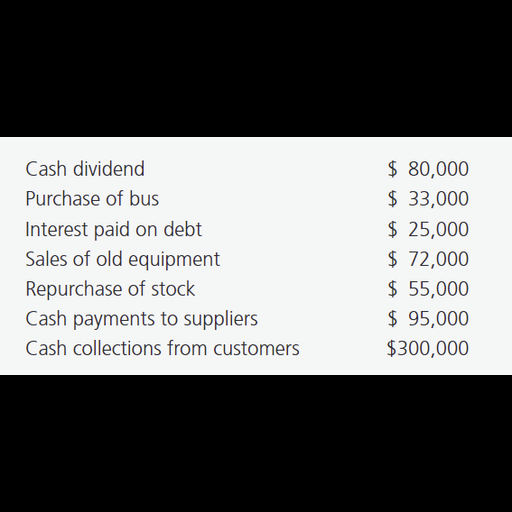 Cash dividend $ 80,000
Purchase of bus $ 33,000
Interest paid on debt $ 25,000
Sales of old equipment $ 72,000
Repurchase of stock $ 55,000
Cash payments to suppliers $ 95,000
Cash collections from customers $300,000